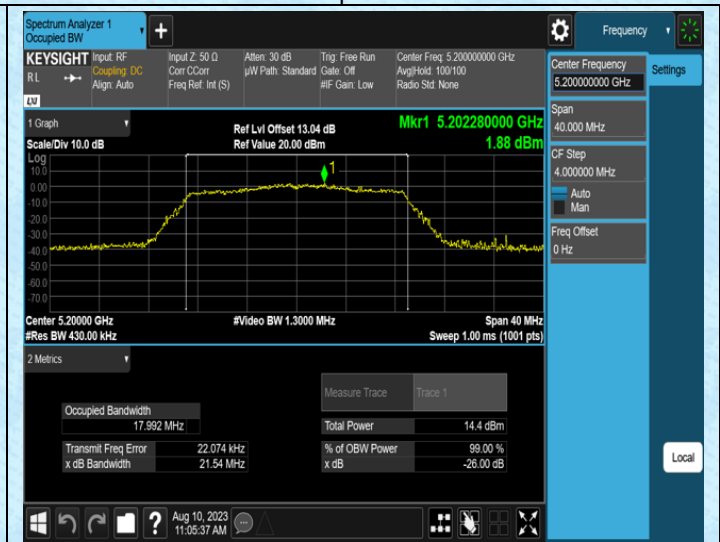 Spectrum Analyzer 1
Occupied BW
Frequency
KEYSIGHT
RL
LXI
Input: RF
Coupling: DC
Align: Auto
Input Z: 50 Ω
Corr CCorr
Freq Ref: Int (S)
Atten: 30 dB
µW Path: Standard
Trig: Free Run
Gate: Off
#IF Gain: Low
Center Freq: 5.200000000 GHz
Avg|Hold: 100/100
Radio Std: None
Center Frequency
5.200000000 GHz
Settings
Span
40.000 MHz
CF Step
4.000000 MHz
Auto
Man
Freq Offset
0 Hz
1 Graph
Scale/Div 10.0 dB
Ref Lvl Offset 13.04 dB
Ref Value 20.00 dBm
Mkr1 5.202280000 GHz
1.88 dBm
Log
10.0
0.00
-10.0
-20.0
-30.0
-40.0
-50.0
-60.0
-70.0
1
Center 5.20000 GHz
#Res BW 430.00 kHz
#Video BW 1.3000 MHz
Span 40 MHz
Sweep 1.00 ms (1001 pts)
2 Metrics
Measure Trace Trace 1
Occupied Bandwidth
17.992 MHz
Total Power 14.4 dBm
Transmit Freq Error 22.074 kHz
% of OBW Power 99.00 %
x dB Bandwidth 21.54 MHz
x dB -26.00 dB
Local
?
Aug 10, 2023
11:05:37 AM